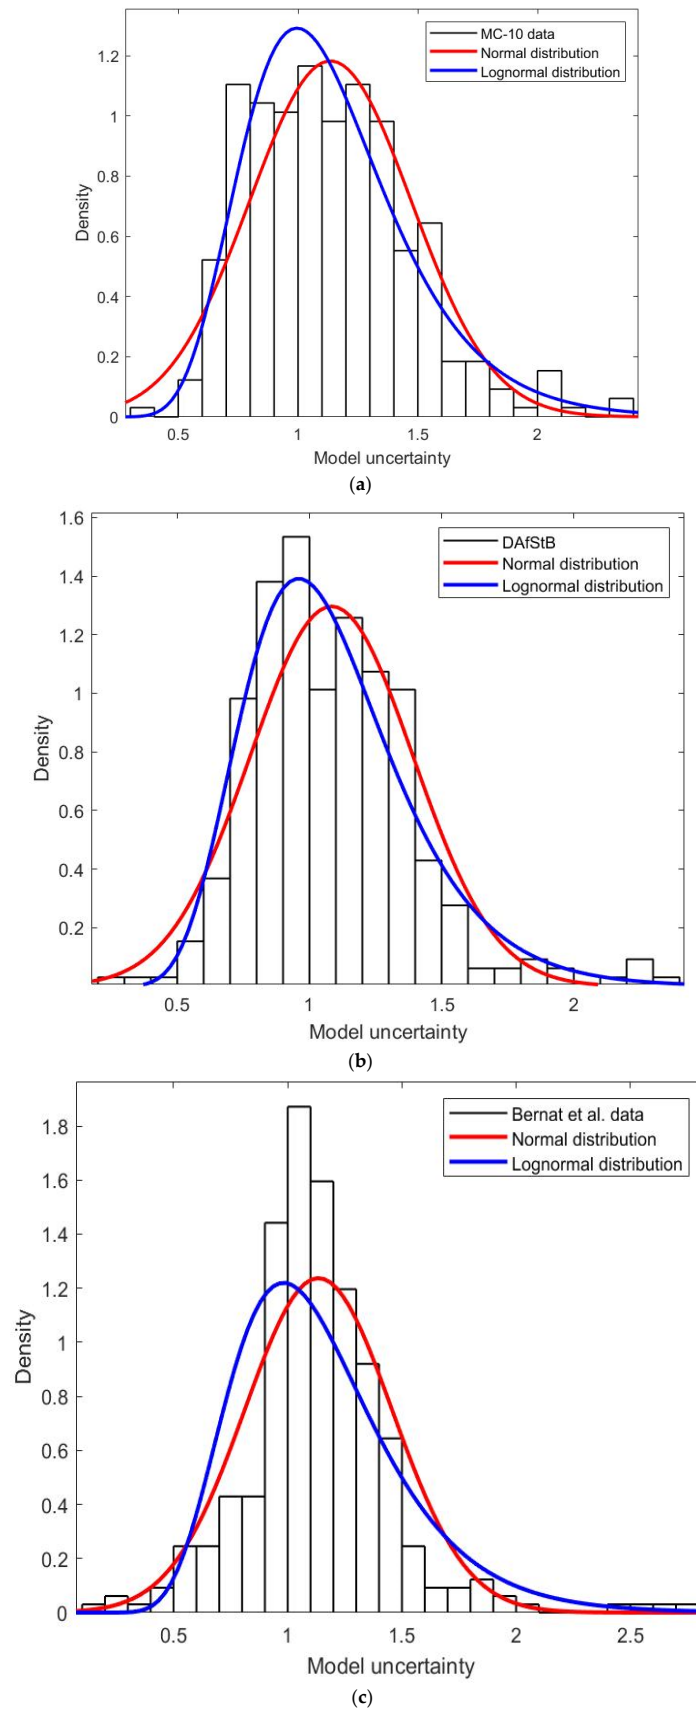 MC-10 data
Normal distribution
Lognormal distribution
1.2
1
0.8
0.6
0.4
0.2
0
Density
0.5 1 1.5 2
Model uncertainty
(a)
DAfStB
Normal distribution
Lognormal distribution
1.6
1.4
1.2
1
0.8
0.6
0.4
0.2
Density
0.5 1 1.5 2
Model uncertainty
(b)
Bernat et al. data
Normal distribution
Lognormal distribution
1.8
1.6
1.4
1.2
1
0.8
0.6
0.4
0.2
0
Density
0.5 1 1.5 2 2.5
Model uncertainty
(c)